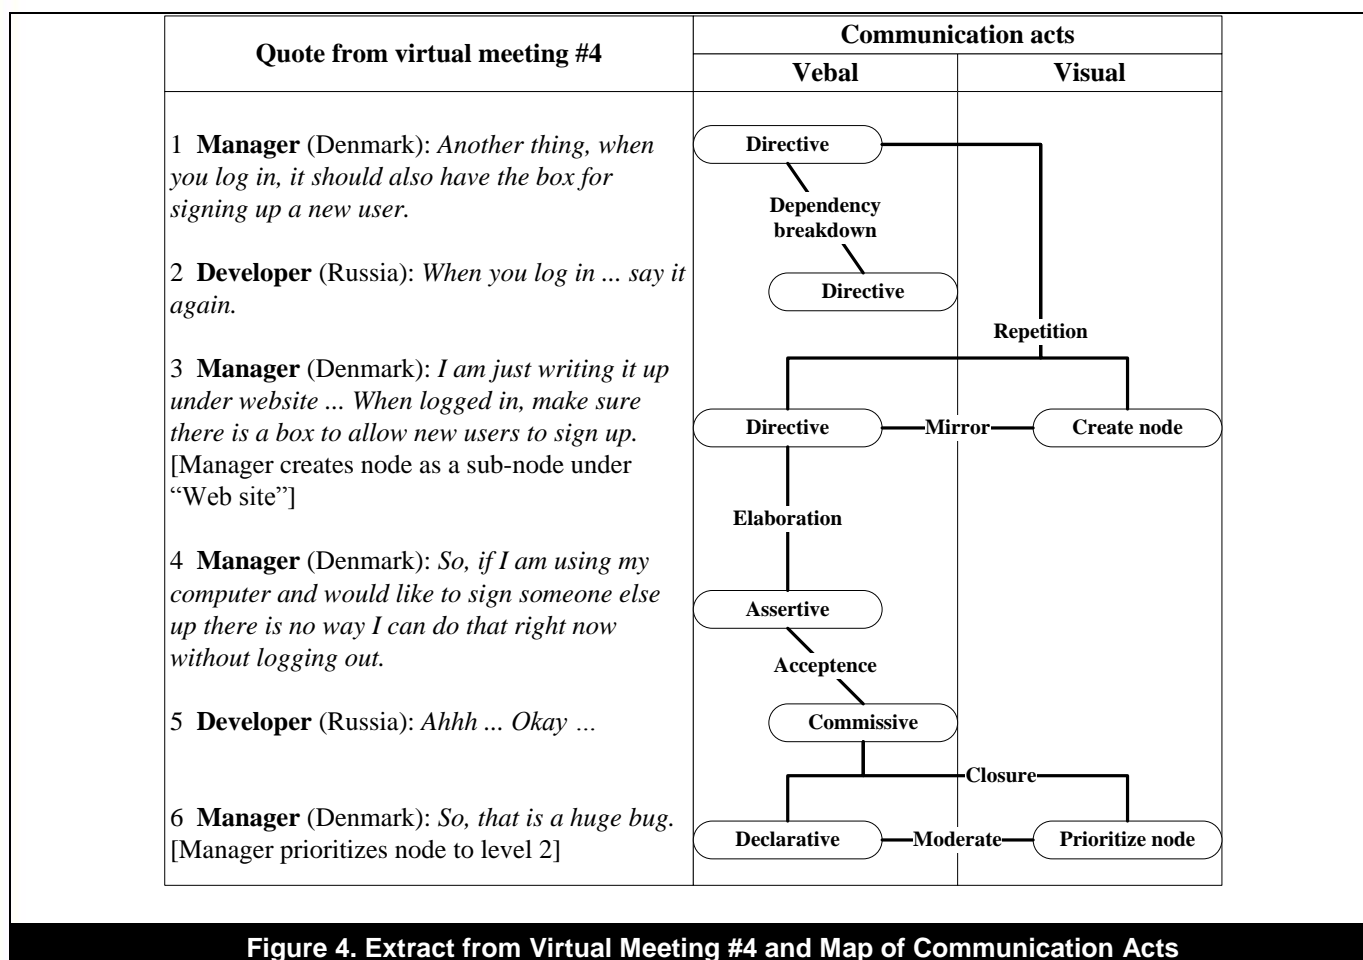 Quote from virtual meeting #4
Communication acts
Vebal
Visual
1 Manager (Denmark): Another thing, when
you log in, it should also have the box for
signing up a new user.
2 Developer (Russia): When you log in ... say it
again.
3 Manager (Denmark): I am just writing it up
under website ... When logged in, make sure
there is a box to allow new users to sign up.
[Manager creates node as a sub-node under
“Web site”]
4 Manager (Denmark): So, if I am using my
computer and would like to sign someone else
up there is no way I can do that right now
without logging out.
5 Developer (Russia): Ahhh ... Okay ...
6 Manager (Denmark): So, that is a huge bug.
[Manager prioritizes node to level 2]
Directive
Dependency
breakdown
Directive
Repetition
Directive
Mirror
Create node
Elaboration
Assertive
Acceptence
Commissive
Closure
Declarative
Moderate
Prioritize node
Figure 4. Extract from Virtual Meeting #4 and Map of Communication Acts